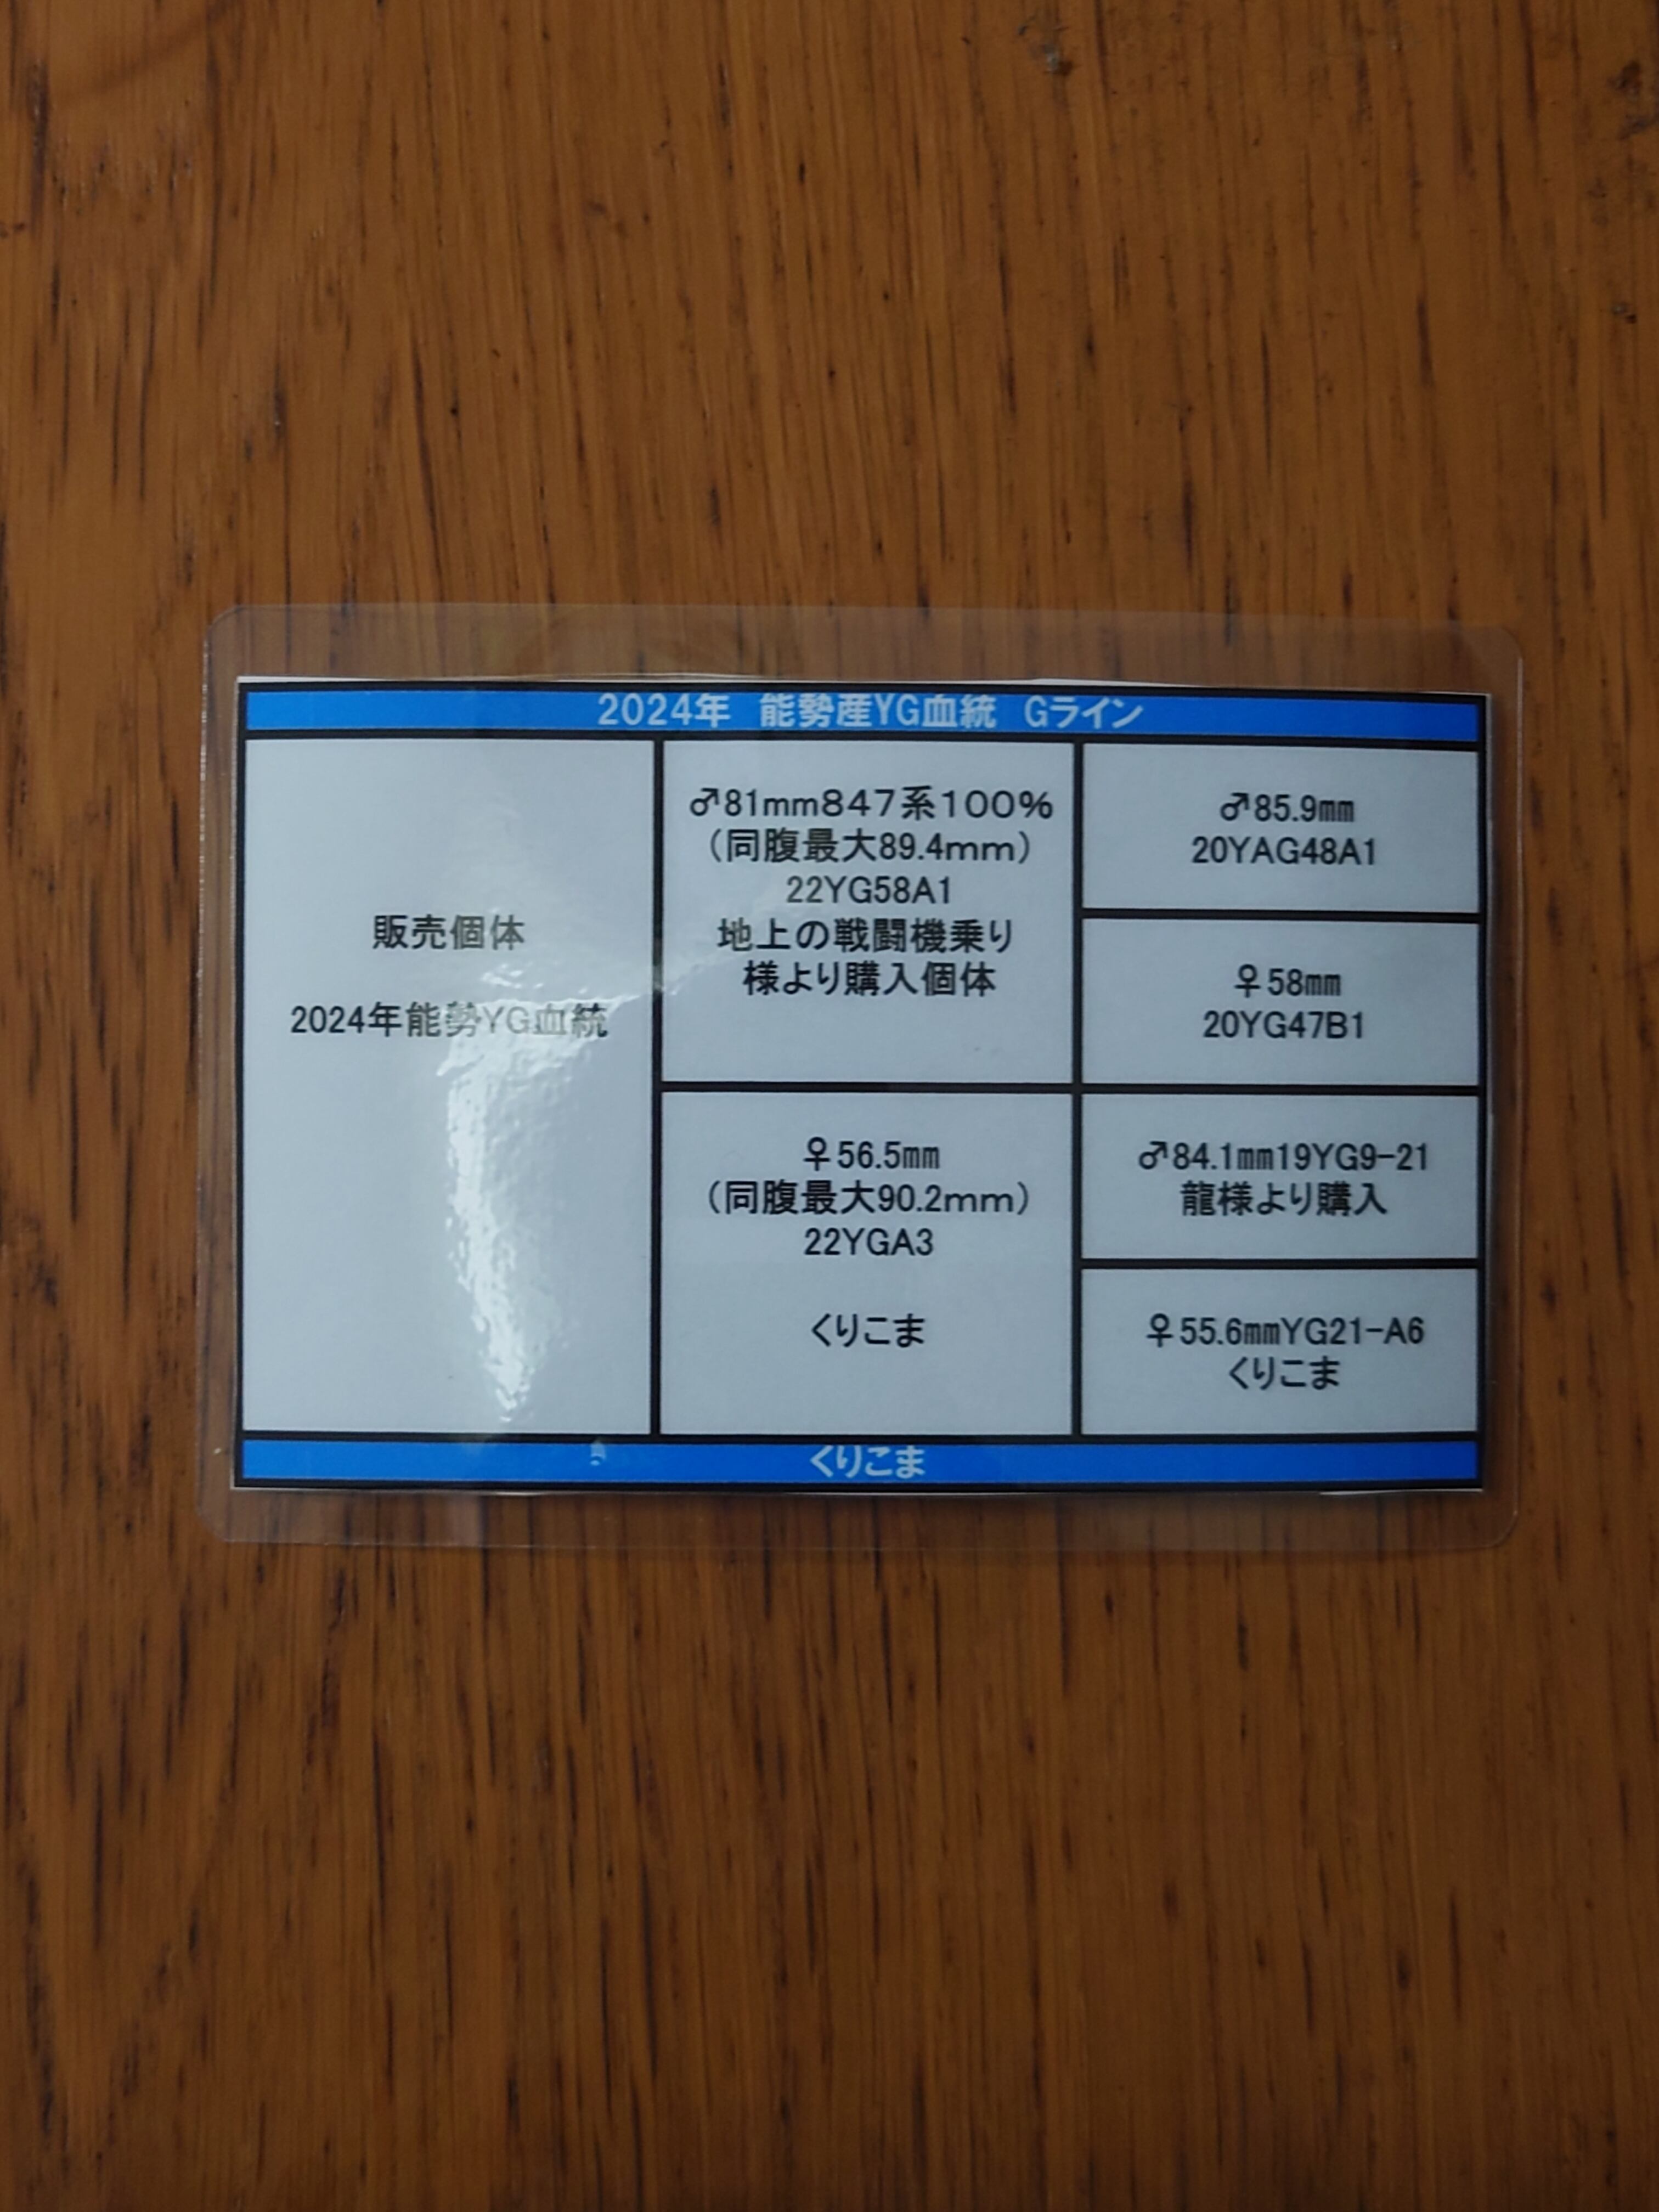 2024年 能勢産YG血統 Gライン
販売個体
2024年能勢YG血統
♂81mm847系100%
(同腹最大89.4mm)
22YG58A1
地上の戦闘機乗り
様より購入個体
♂85.9㎜
20YAG48A1
♀58㎜
20YG47B1
♀56.5㎜
(同腹最大90.2mm)
22YGA3
くりこま
♂84.1㎜19YG9-21
龍様より購入
♀55.6㎜YG21-A6
くりこま
くりこま